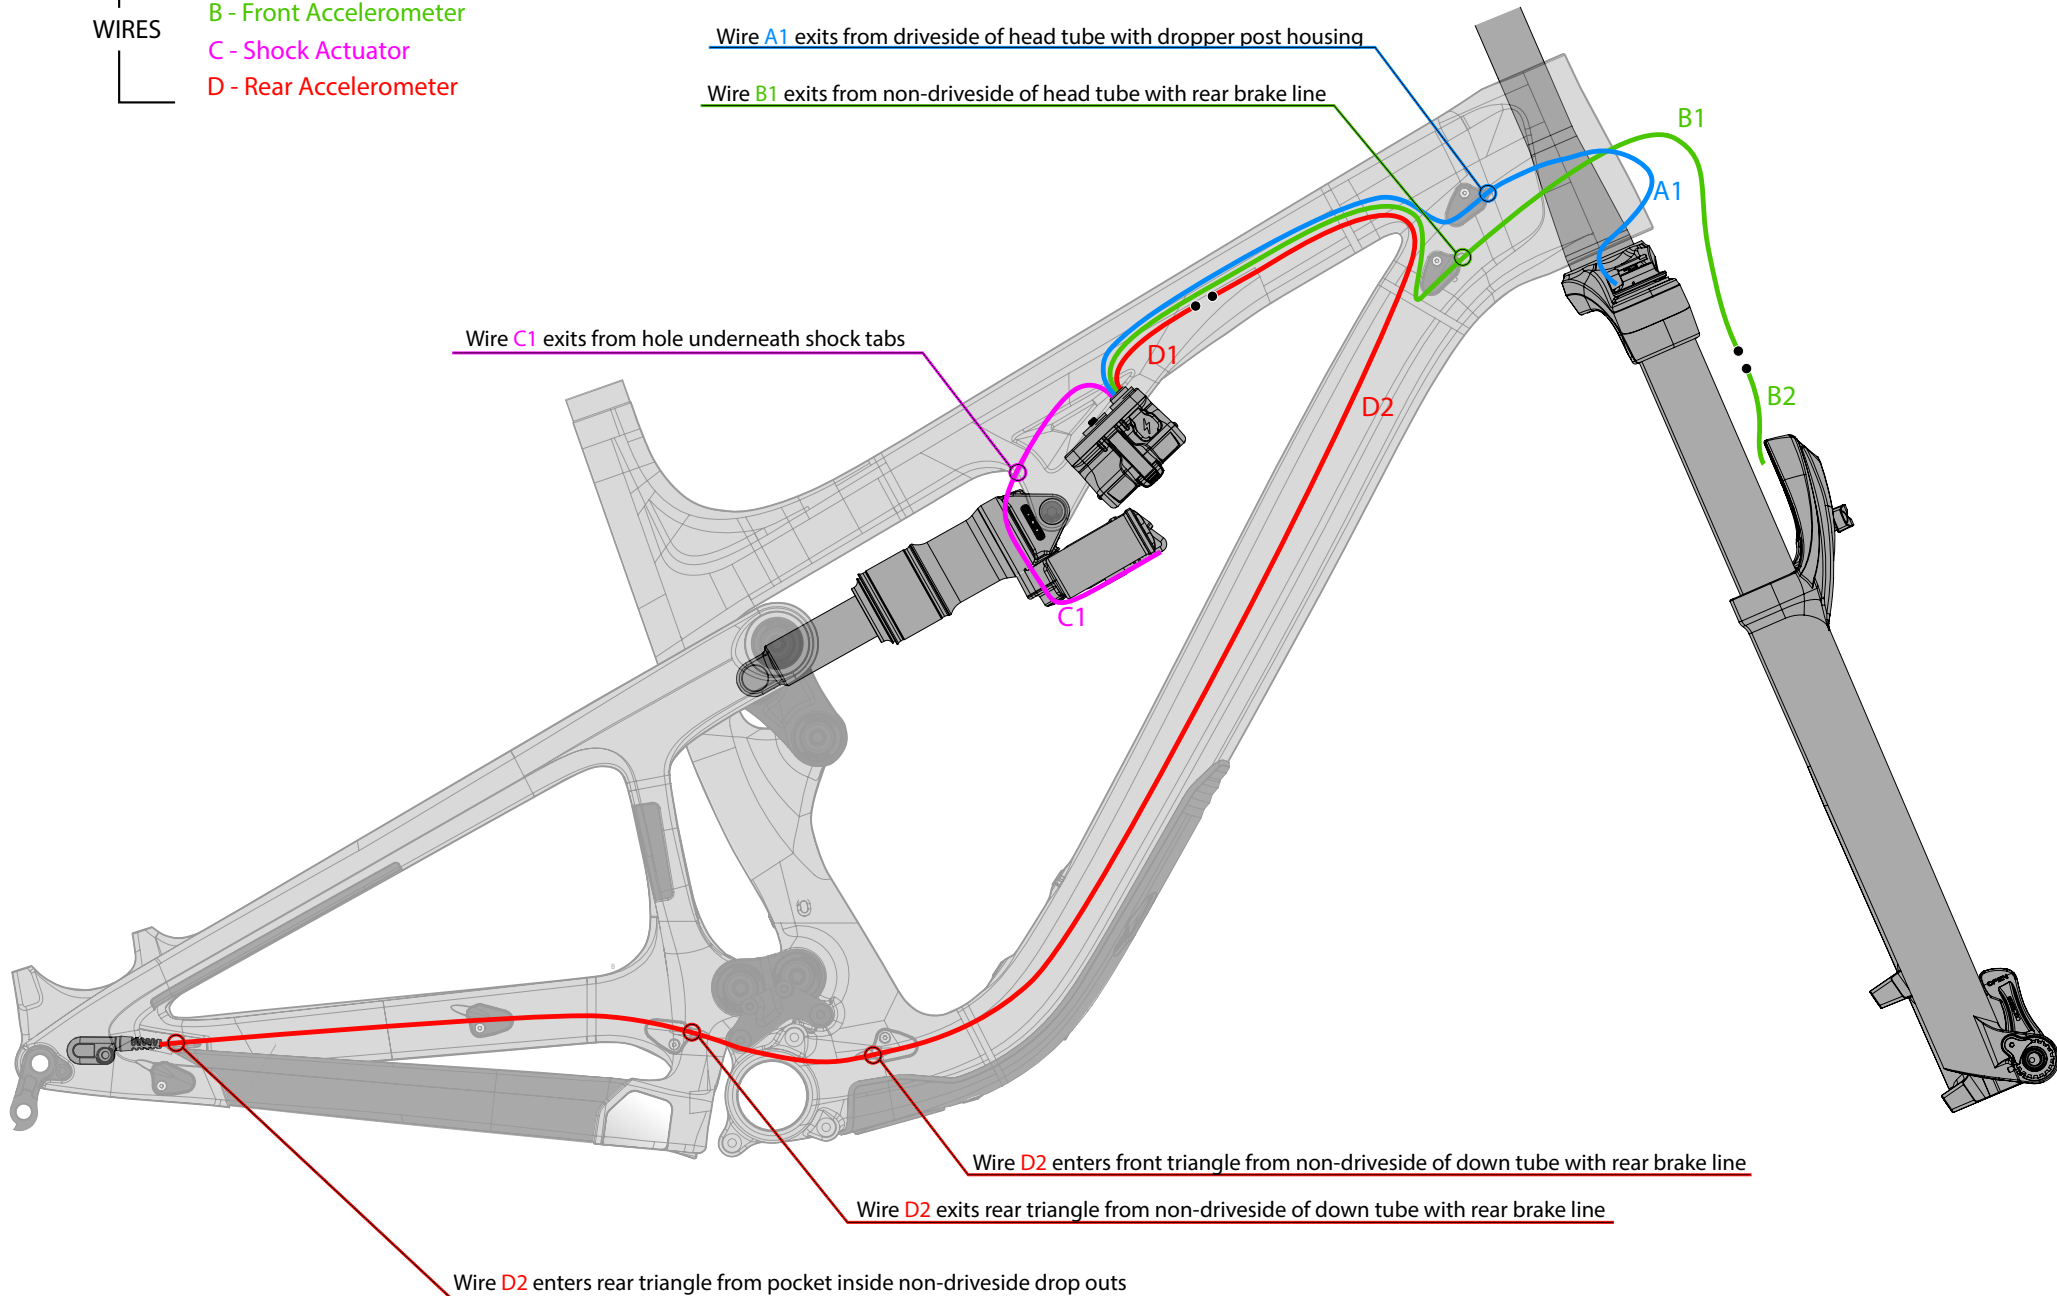 B - Front Accelerometer
WIRES
C - Shock Actuator
D - Rear Accelerometer
Wire A1 exits from driveside of head tube with dropper post housing
Wire B1 exits from non-driveside of head tube with rear brake line
B1
A1
Wire C1 exits from hole underneath shock tabs
D1
D2
B2
C1
Wire D2 enters front triangle from non-driveside of down tube with rear brake line
Wire D2 exits rear triangle from non-driveside of down tube with rear brake line
Wire D2 enters rear triangle from pocket inside non-driveside drop outs